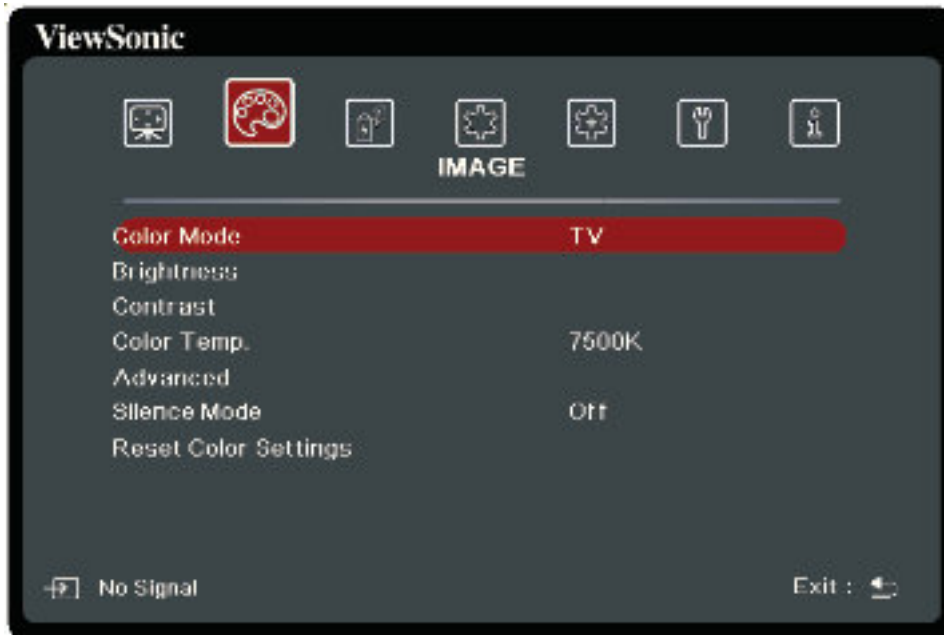 ViewSonic
IMAGE
Color Mode TV
Brightness
Contrast
Color Temp. 7500K
Advanced
Silence Mode Off
Reset Color Settings
No Signal Exit :